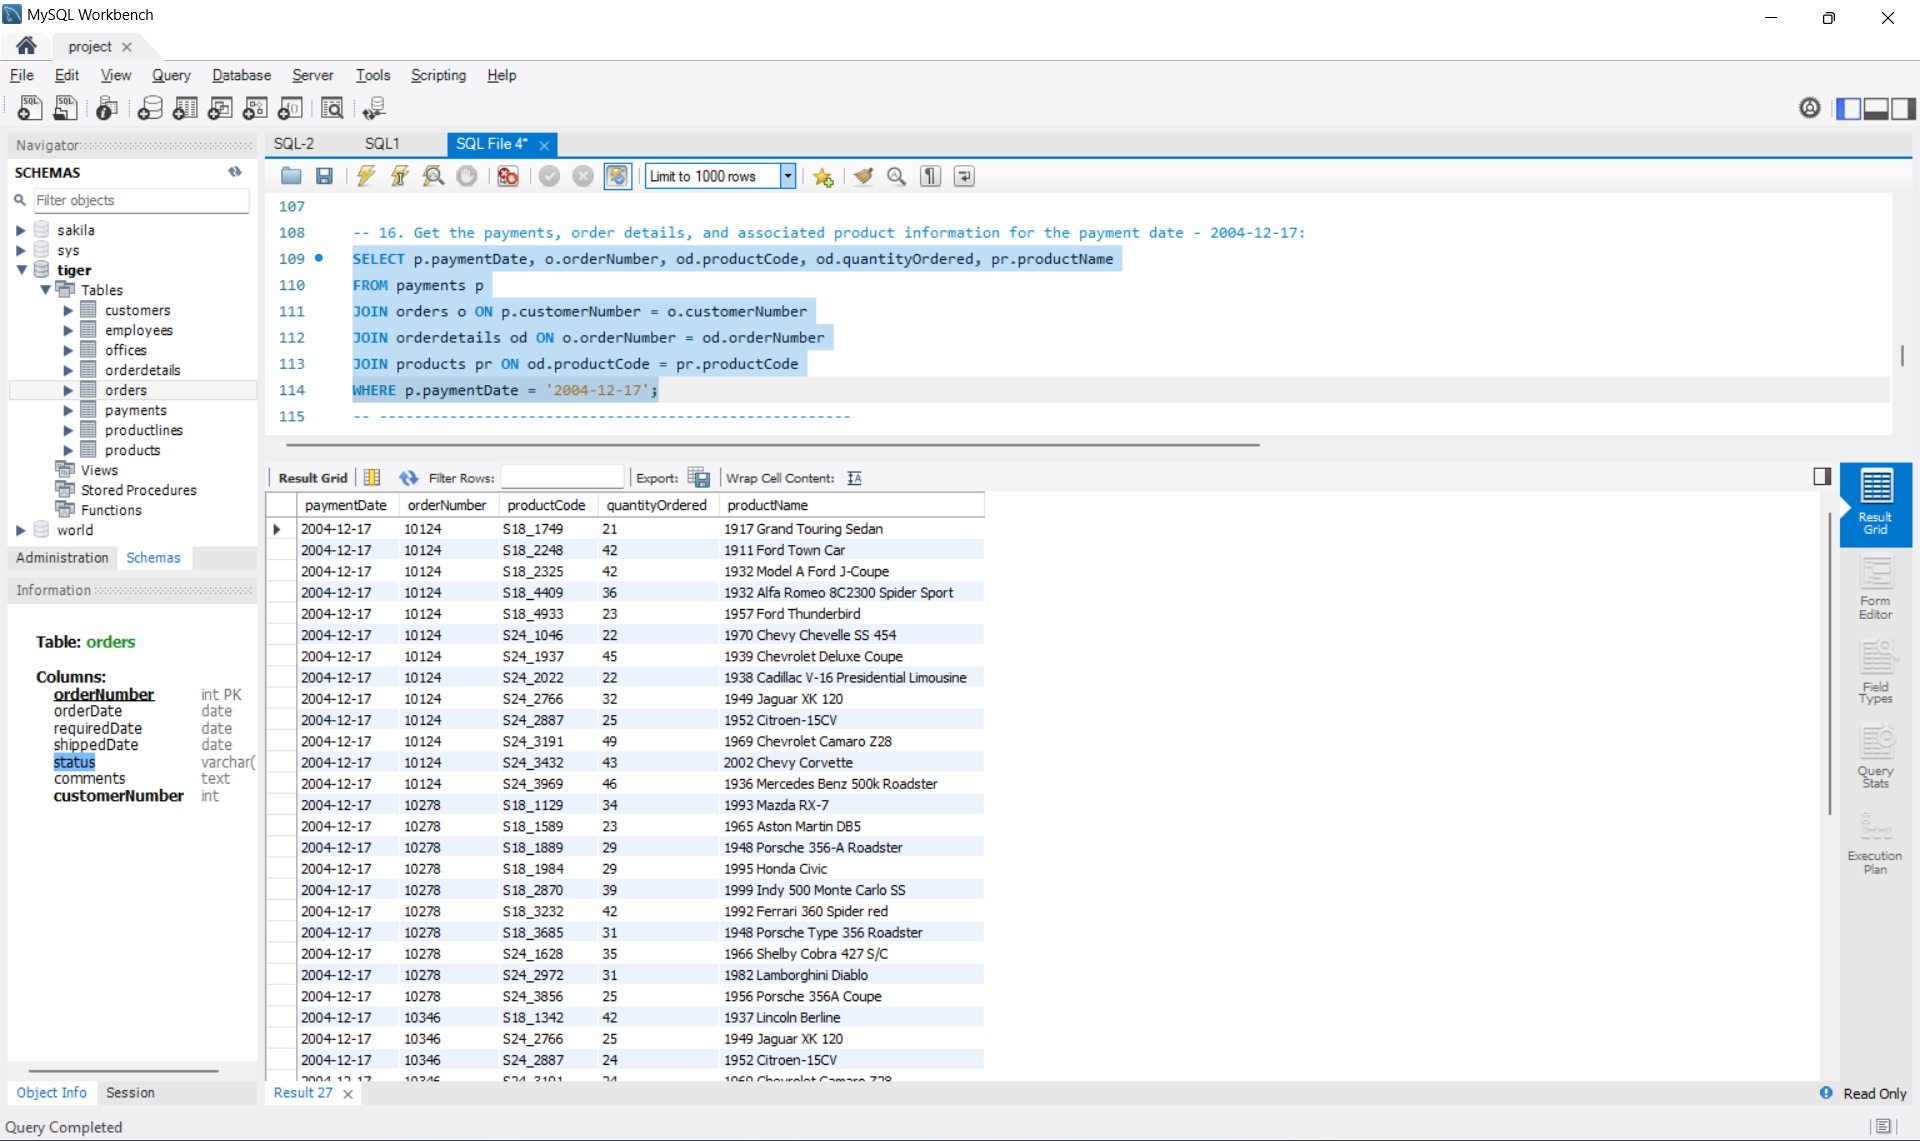 MySQL Workbench
project
File Edit View Query Database Server Tools Scripting Help
Navigator
SCHEMAS
Filter objects
sakila
sys
tiger
Tables
customers
employees
offices
orderdetails
orders
payments
productlines
products
Views
Stored Procedures
Functions
world
Administration Schemas
Information
Table: orders
Columns:
orderNumber int PK
orderDate date
requiredDate date
shippedDate date
status varchar(
comments text
customerNumber int
Object Info Session
SQL-2 SQL1 SQL File 4*
Limit to 1000 rows
107
108 -- 16. Get the payments, order details, and associated product information for the payment date - 2004-12-17:
109 SELECT p.paymentDate, o.orderNumber, od.productCode, od.quantityOrdered, pr.productName
110 FROM payments p
111 JOIN orders o ON p.customerNumber = o.customerNumber
112 JOIN orderdetails od ON o.orderNumber = od.orderNumber
113 JOIN products pr ON od.productCode = pr.productCode
114 WHERE p.paymentDate = '2004-12-17';
115 -- ------------------------------------------------------
Result Grid Filter Rows: Export: Wrap Cell Content:
paymentDate orderNumber productCode quantityOrdered productName
2004-12-17 10124 S18_1749 21 1917 Grand Touring Sedan
2004-12-17 10124 S18_2248 42 1911 Ford Town Car
2004-12-17 10124 S18_2325 42 1932 Model A Ford J-Coupe
2004-12-17 10124 S18_4409 36 1932 Alfa Romeo 8C2300 Spider Sport
2004-12-17 10124 S18_4933 23 1957 Ford Thunderbird
2004-12-17 10124 S24_1046 22 1970 Chevy Chevelle SS 454
2004-12-17 10124 S24_1937 45 1939 Chevrolet Deluxe Coupe
2004-12-17 10124 S24_2022 22 1938 Cadillac V-16 Presidential Limousine
2004-12-17 10124 S24_2766 32 1949 Jaguar XK 120
2004-12-17 10124 S24_2887 25 1952 Citroen-15CV
2004-12-17 10124 S24_3191 49 1969 Chevrolet Camaro Z28
2004-12-17 10124 S24_3432 43 2002 Chevy Corvette
2004-12-17 10124 S24_3969 46 1936 Mercedes Benz 500k Roadster
2004-12-17 10278 S18_1129 34 1993 Mazda RX-7
2004-12-17 10278 S18_1589 23 1965 Aston Martin DB5
2004-12-17 10278 S18_1889 29 1948 Porsche 356-A Roadster
2004-12-17 10278 S18_1984 29 1995 Honda Civic
2004-12-17 10278 S18_2870 39 1999 Indy 500 Monte Carlo SS
2004-12-17 10278 S18_3232 42 1992 Ferrari 360 Spider red
2004-12-17 10278 S18_3685 31 1948 Porsche Type 356 Roadster
2004-12-17 10278 S24_1628 35 1966 Shelby Cobra 427 S/C
2004-12-17 10278 S24_2972 31 1982 Lamborghini Diablo
2004-12-17 10278 S24_3856 25 1956 Porsche 356A Coupe
2004-12-17 10346 S18_1342 42 1937 Lincoln Berline
2004-12-17 10346 S24_2766 25 1949 Jaguar XK 120
2004-12-17 10346 S24_2887 24 1952 Citroen-15CV
2004-12-17 10346 S24_3191 24 1969 Chevrolet Camaro Z28
Result
Grid
Form
Editor
Field
Types
Query
Stats
Execution
Plan
Result 27
Read Only
Query Completed